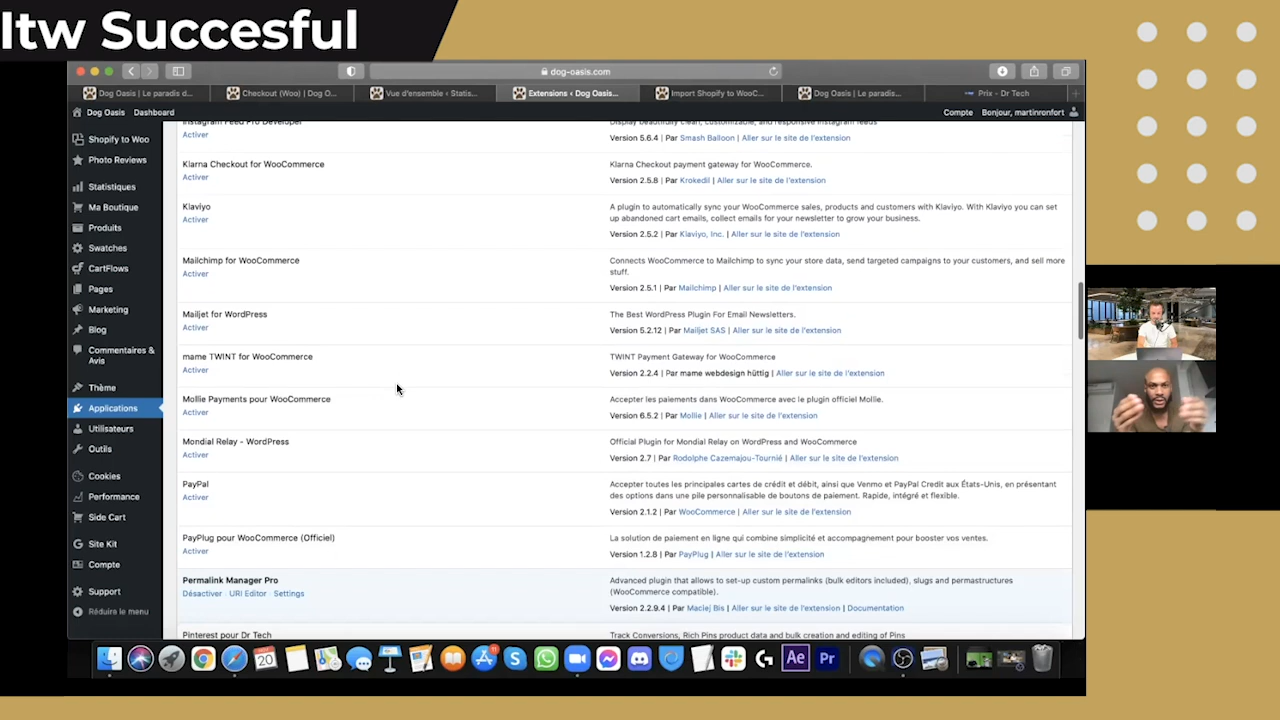 Itw Succesful
dog-oasis.com
Dog Oasis | Le paradis d...
Checkout (Woo) | Dog O...
Vue d'ensemble ‹ Statis...
Extensions ‹ Dog Oasis...
Import Shopify to WooC...
Dog Oasis | Le paradis...
Prix - Dr Tech
Dog Oasis
Dashboard
Compte
Bonjour, martinronfort
Shopify to Woo
Photo Reviews
Statistiques
Ma Boutique
Produits
Swatches
CartFlows
Pages
Marketing
Blog
Commentaires &
Avis
Thème
Applications
Utilisateurs
Outils
Cookies
Performance
Side Cart
Site Kit
Compte
Support
Réduire le menu
Instagram Feed Pro Developer
Activer
Display beautifully clean, customizable, and responsive Instagram feeds
Version 5.6.4 | Par Smash Balloon | Aller sur le site de l'extension
Klarna Checkout for WooCommerce
Activer
Klarna Checkout payment gateway for WooCommerce.
Version 2.5.8 | Par Krokedil | Aller sur le site de l'extension
Klaviyo
Activer
A plugin to automatically sync your WooCommerce sales, products and customers with Klaviyo. With Klaviyo you can set
up abandoned cart emails, collect emails for your newsletter to grow your business.
Version 2.5.2 | Par Klaviyo, Inc. | Aller sur le site de l'extension
Mailchimp for WooCommerce
Activer
Connects WooCommerce to Mailchimp to sync your store data, send targeted campaigns to your customers, and sell more
stuff.
Version 2.5.1 | Par Mailchimp | Aller sur le site de l'extension
Mailjet for WordPress
Activer
The Best WordPress Plugin For Email Newsletters.
Version 5.2.12 | Par Mailjet SAS | Aller sur le site de l'extension
mame TWINT for WooCommerce
Activer
TWINT Payment Gateway for WooCommerce
Version 2.2.4 | Par mame webdesign hüttig | Aller sur le site de l'extension
Mollie Payments pour WooCommerce
Activer
Accepter les paiements dans WooCommerce avec le plugin officiel Mollie.
Version 6.5.2 | Par Mollie | Aller sur le site de l'extension
Mondial Relay - WordPress
Activer
Official Plugin for Mondial Relay on WordPress and WooCommerce
Version 2.7 | Par Rodolphe Cazemajou-Tournié | Aller sur le site de l'extension
PayPal
Activer
Accepter toutes les principales cartes de crédit et débit, ainsi que Venmo et PayPal Credit aux États-Unis, en présentant
des options dans une pile personnalisable de boutons de paiement. Rapide, intégré et flexible.
Version 2.1.2 | Par WooCommerce | Aller sur le site de l'extension
PayPlug pour WooCommerce (Officiel)
Activer
La solution de paiement en ligne qui combine simplicité et accompagnement pour booster vos ventes.
Version 1.2.8 | Par PayPlug | Aller sur le site de l'extension
Permalink Manager Pro
Désactiver URI Editor Settings
Advanced plugin that allows to set-up custom permalinks (bulk editors included), slugs and permastructures
(WooCommerce compatible).
Version 2.2.9.4 | Par Maciej Bis | Aller sur le site de l'extension | Documentation
Pinterest pour Dr Tech
Track Conversions, Rich Pins product data and bulk creation and editing of Pins
20
11
Ae
Pr